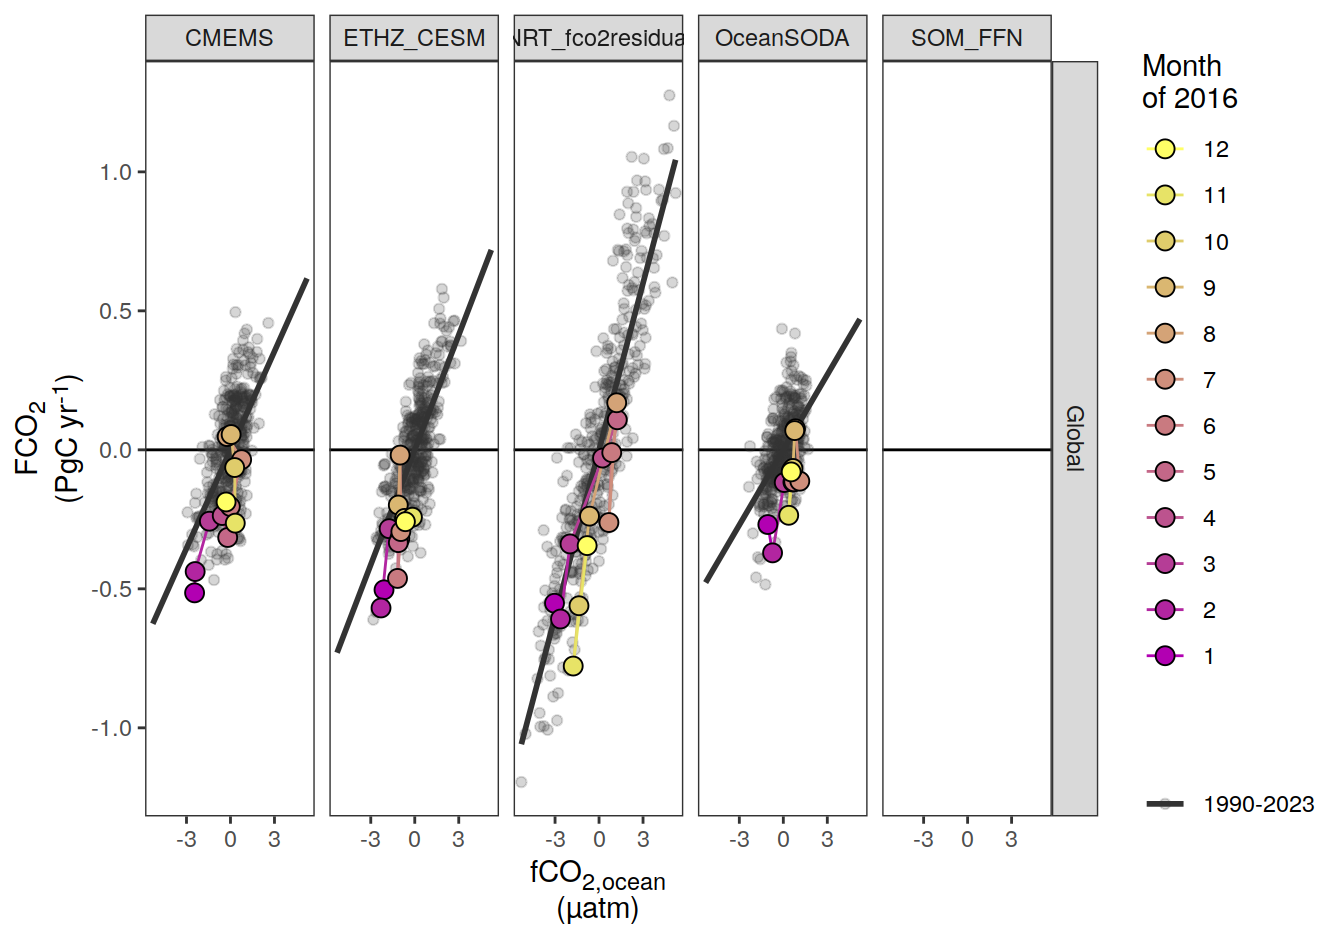 CMEMS
ETHZ_CESM
NRT_fco2residua
OceanSODA
SOM_FFN
Global
FCO2
(PgC yr-1)
1.0
0.5
0.0
-0.5
-1.0
-3 0 3
-3 0 3
-3 0 3
-3 0 3
-3 0 3
fCO2,ocean
(µatm)
Month
of 2016
12
11
10
9
8
7
6
5
4
3
2
1
1990-2023